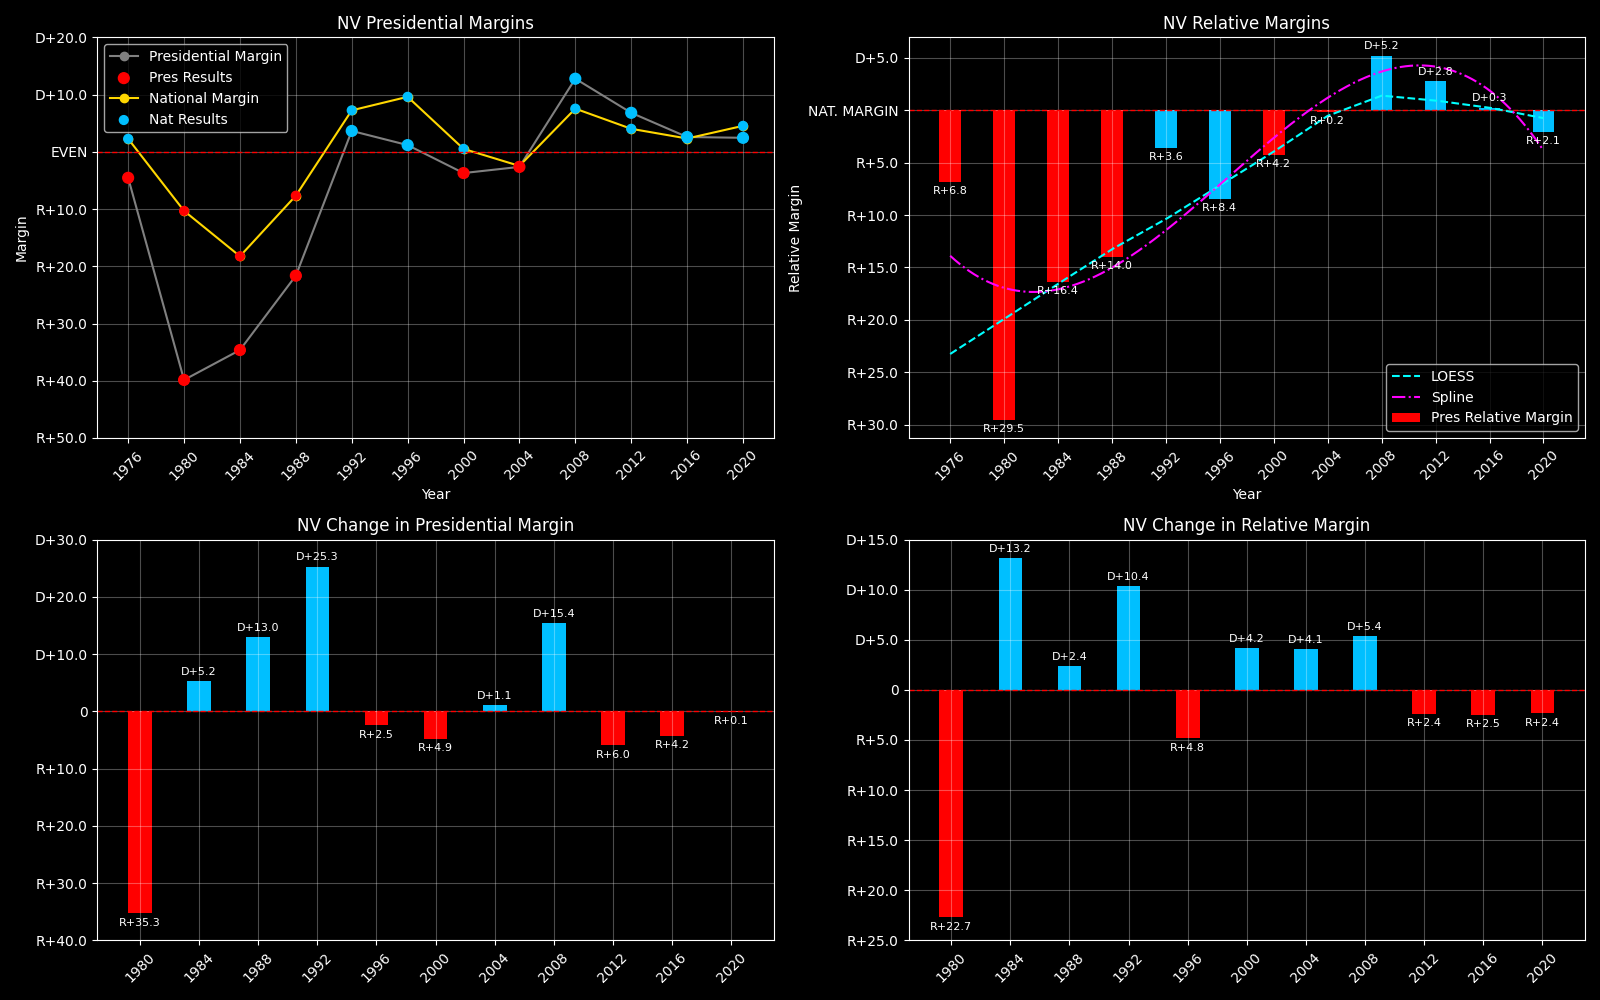 NV Presidential Margins
D+20.0
D+10.0
EVEN
R+10.0
R+20.0
R+30.0
R+40.0
R+50.0
Margin
Presidential Margin
Pres Results
National Margin
Nat Results
1976
1980
1984
1988
1992
1996
2000
2004
2008
2012
2016
2020
Year
NV Relative Margins
D+5.0
NAT. MARGIN
R+5.0
R+10.0
R+15.0
R+20.0
R+25.0
R+30.0
Relative Margin
R+6.8
R+29.5
R+16.4
R+14.0
R+3.6
R+8.4
R+4.2
R+0.2
D+5.2
D+2.8
D+0.3
R+2.1
LOESS
Spline
Pres Relative Margin
1976
1980
1984
1988
1992
1996
2000
2004
2008
2012
2016
2020
Year
NV Change in Presidential Margin
D+30.0
D+20.0
D+10.0
0
R+10.0
R+20.0
R+30.0
R+40.0
R+35.3
D+5.2
D+13.0
D+25.3
R+2.5
R+4.9
D+1.1
D+15.4
R+6.0
R+4.2
R+0.1
1980
1984
1988
1992
1996
2000
2004
2008
2012
2016
2020
NV Change in Relative Margin
D+15.0
D+10.0
D+5.0
0
R+5.0
R+10.0
R+15.0
R+20.0
R+25.0
R+22.7
D+13.2
D+2.4
D+10.4
R+4.8
D+4.2
D+4.1
D+5.4
R+2.4
R+2.5
R+2.4
1980
1984
1988
1992
1996
2000
2004
2008
2012
2016
2020